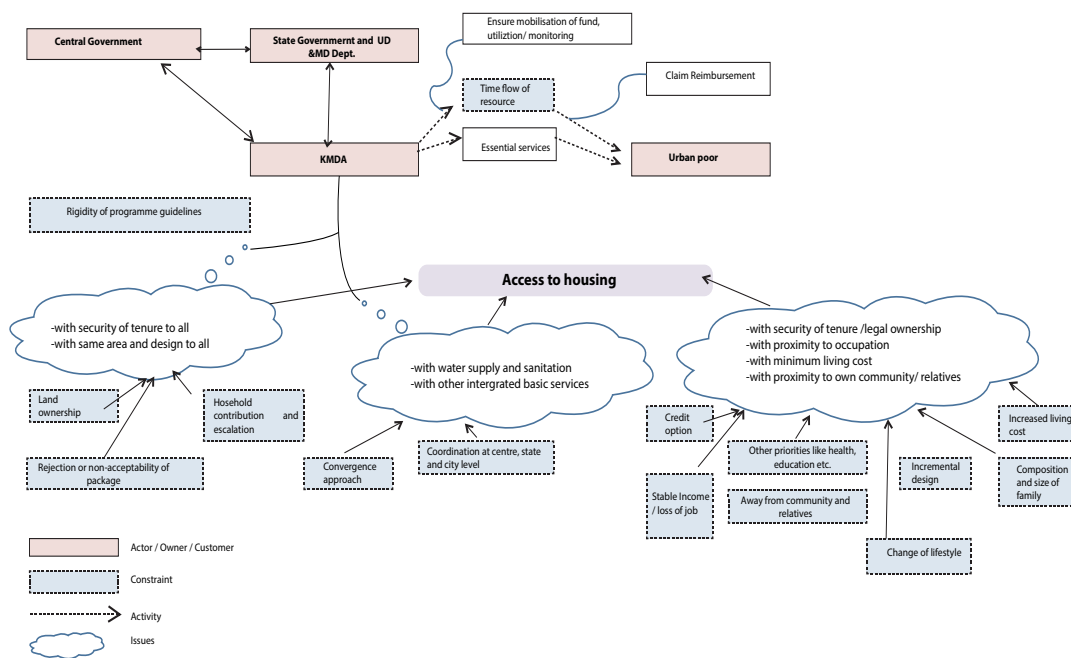 Central Government
State Governemnt and UD
&MD Dept.
Ensure mobilisation of fund,
utiliztion/ monitoring
Time flow of
resource
Claim Reimbursement
KMDA
Essential services
Urban poor
Rigidity of programme guidelines
Access to housing
-with security of tenure to all
-with same area and design to all
-with water supply and sanitation
-with other intergrated basic services
-with security of tenure /legal ownership
-with proximity to occupation
-with minimum living cost
-with proximity to own community/ relatives
Land
ownership
Hosehold
contribution and
escalation
Rejection or non-acceptability of
package
Convergence
approach
Coordination at centre, state
and city level
Credit
option
Stable Income
/ loss of job
Other priorities like health,
education etc.
Away from community and
relatives
Incremental
design
Increased living
cost
Composition
and size of
family
Change of lifestyle
Actor / Owner / Customer
Constraint
Activity
Issues